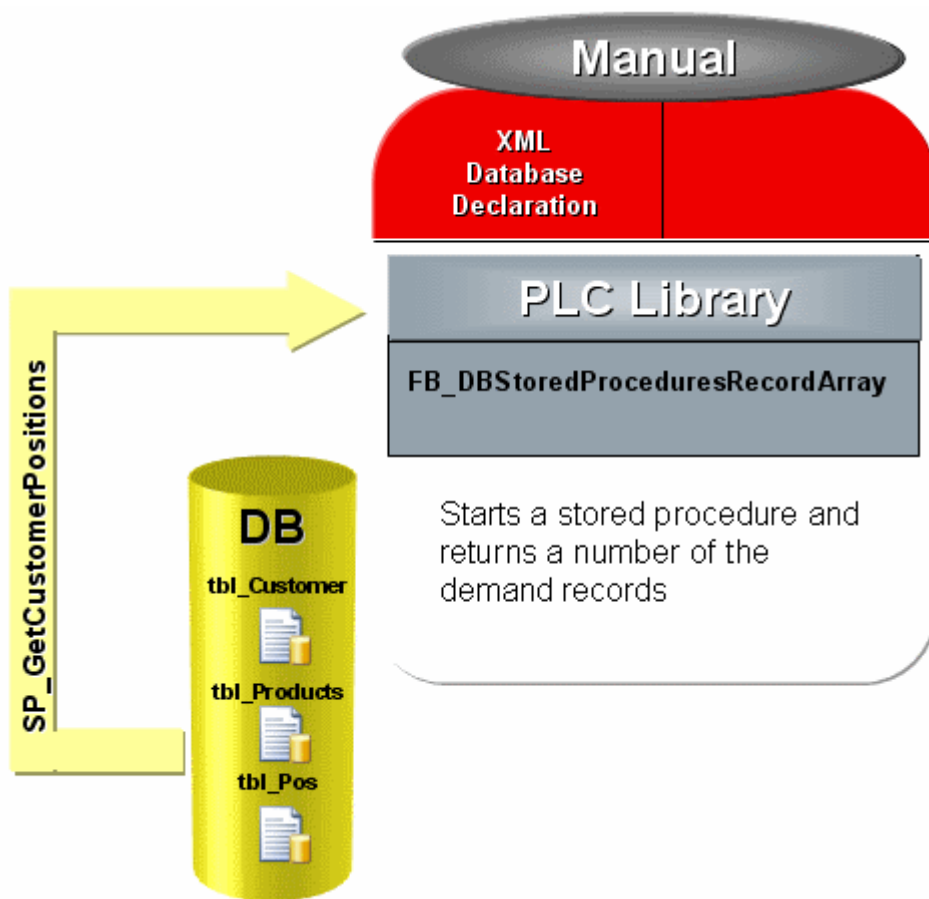 Manual
XML
Database
Declaration
PLC Library
FB_DBStoredProceduresRecordArray
Starts a stored procedure and
returns a number of the
demand records
SP_GetCustomerPositions
DB
tbl_Customer
tbl_Products
tbl_Pos